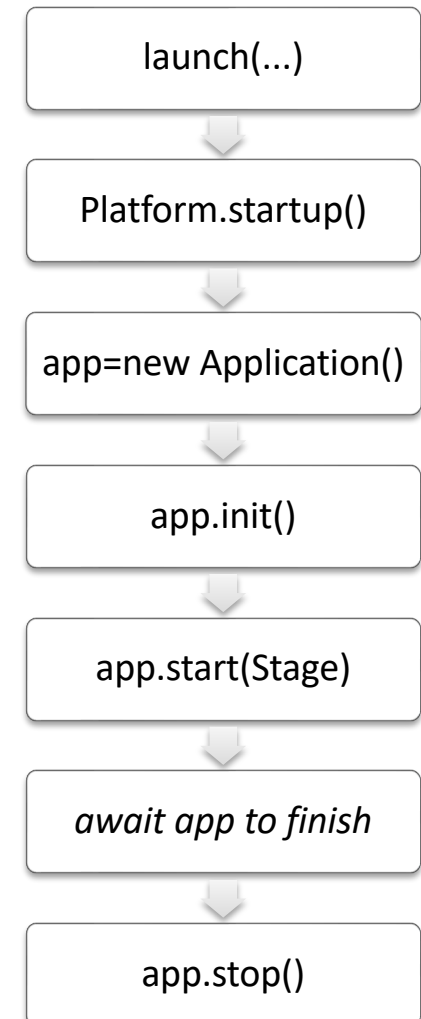 launch(...)
Platform.startup()
app=new Application()
app.init()
app.start(Stage)
await app to finish
app.stop()